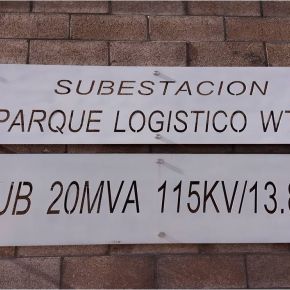 SUBESTACION
PARQUE LOGISTICO WT
UB 20MVA 115KV/13.8